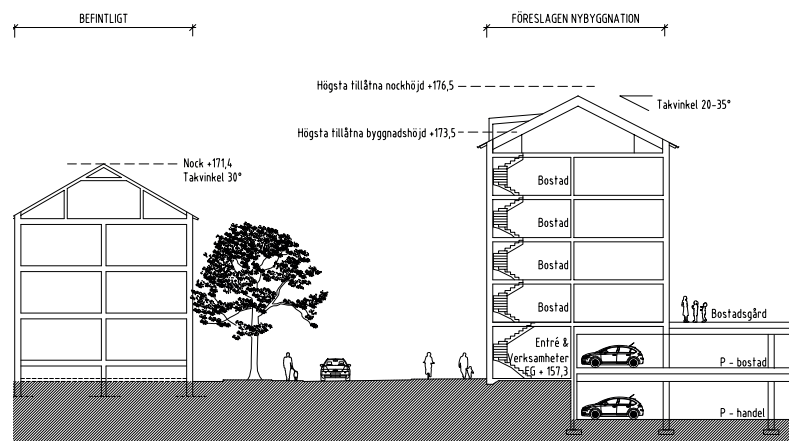 BEFINTLIGT
FÖRESLAGEN NYBYGGNATION
Högsta tillåtna nockhöjd +176,5
Takvinkel 20-35°
Högsta tillåtna byggnadshöjd +173,5
Nock +171,4
Takvinkel 30°
Bostad
Bostad
Bostad
Bostad
Bostadsgård
Entré &
Verksamheter
EG + 157,3
P - bostad
P - handel